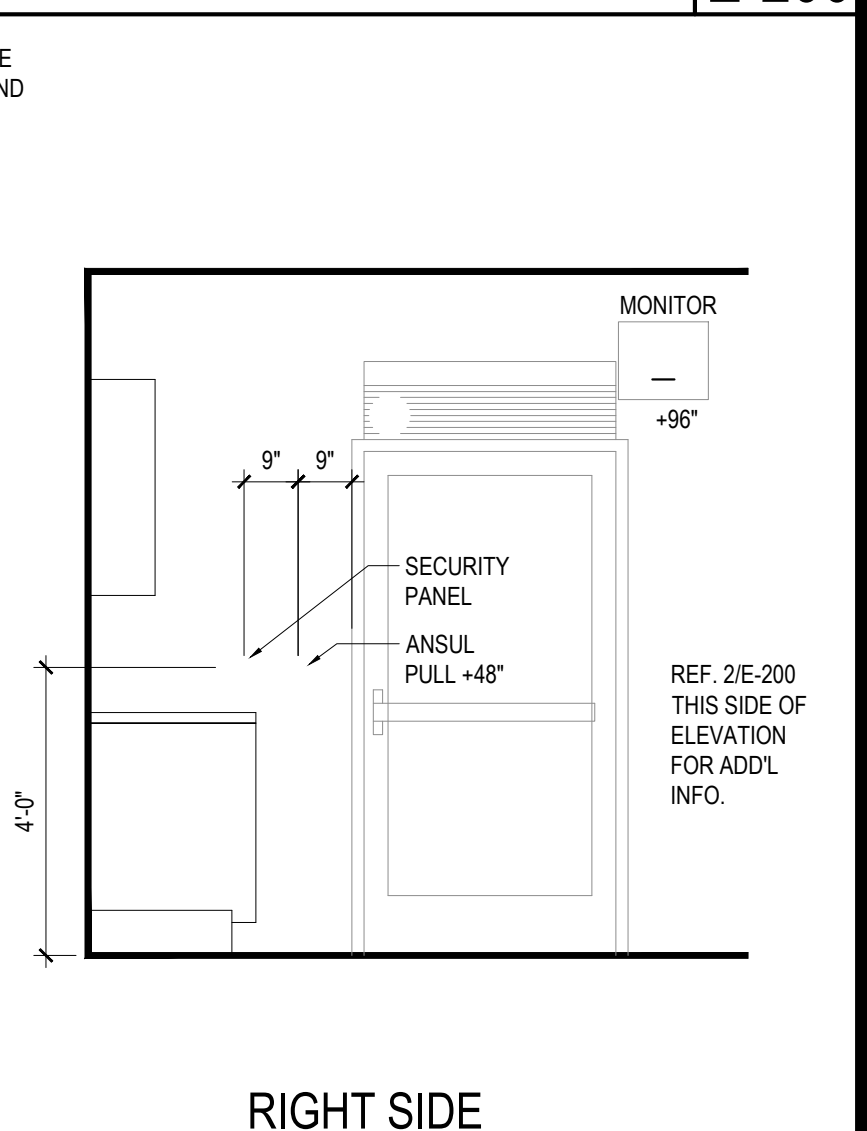 MONITOR
+96"
9" 9"
SECURITY
PANEL
ANSUL
PULL +48"
REF. 2/E-200
THIS SIDE OF
ELEVATION
FOR ADD'L
INFO.
4'-0"
RIGHT SIDE